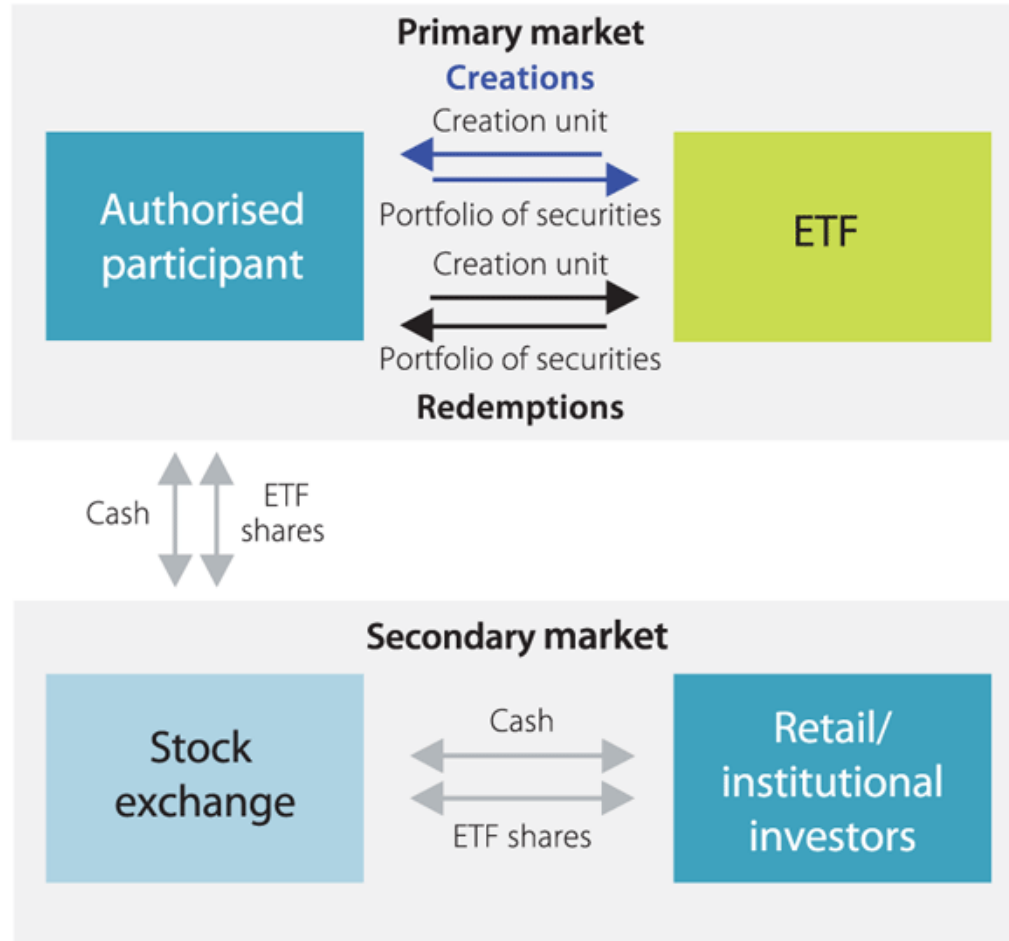 Primary market
Creations
Creation unit
Authorised
participant
Portfolio of securities
ETF
Creation unit
Portfolio of securities
Redemptions
Cash
ETF
shares
Secondary market
Stock
exchange
Cash
ETF shares
Retail/
institutional
investors